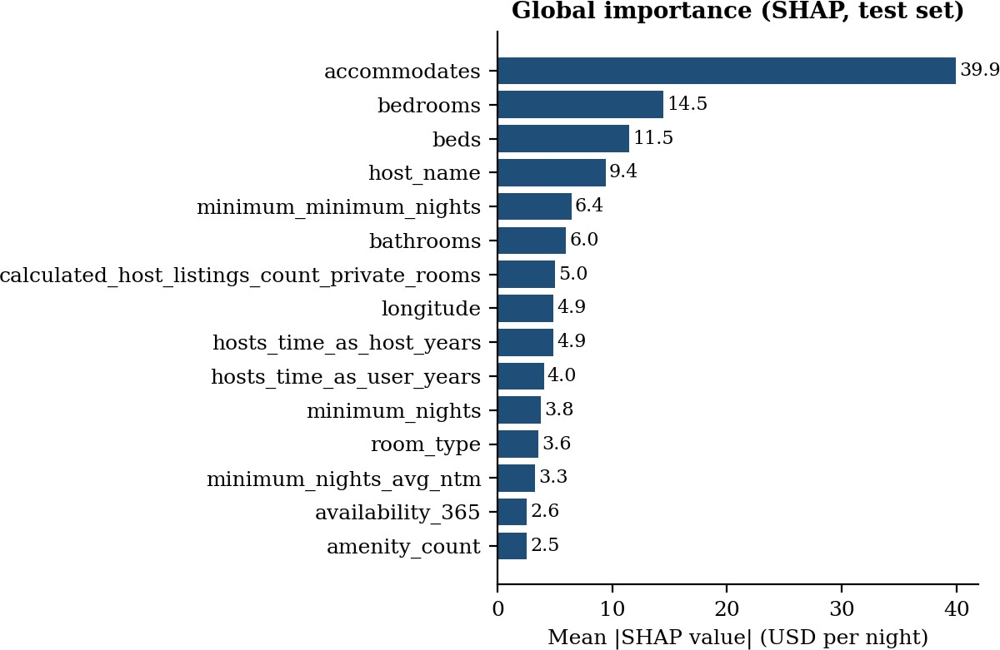 Global importance (SHAP, test set)
accommodates 39.9
bedrooms 14.5
beds 11.5
host_name 9.4
minimum_minimum_nights 6.4
bathrooms 6.0
calculated_host_listings_count_private_rooms 5.0
longitude 4.9
hosts_time_as_host_years 4.9
hosts_time_as_user_years 4.0
minimum_nights 3.8
room_type 3.6
minimum_nights_avg_ntm 3.3
availability_365 2.6
amenity_count 2.5
0 10 20 30 40
Mean |SHAP value| (USD per night)